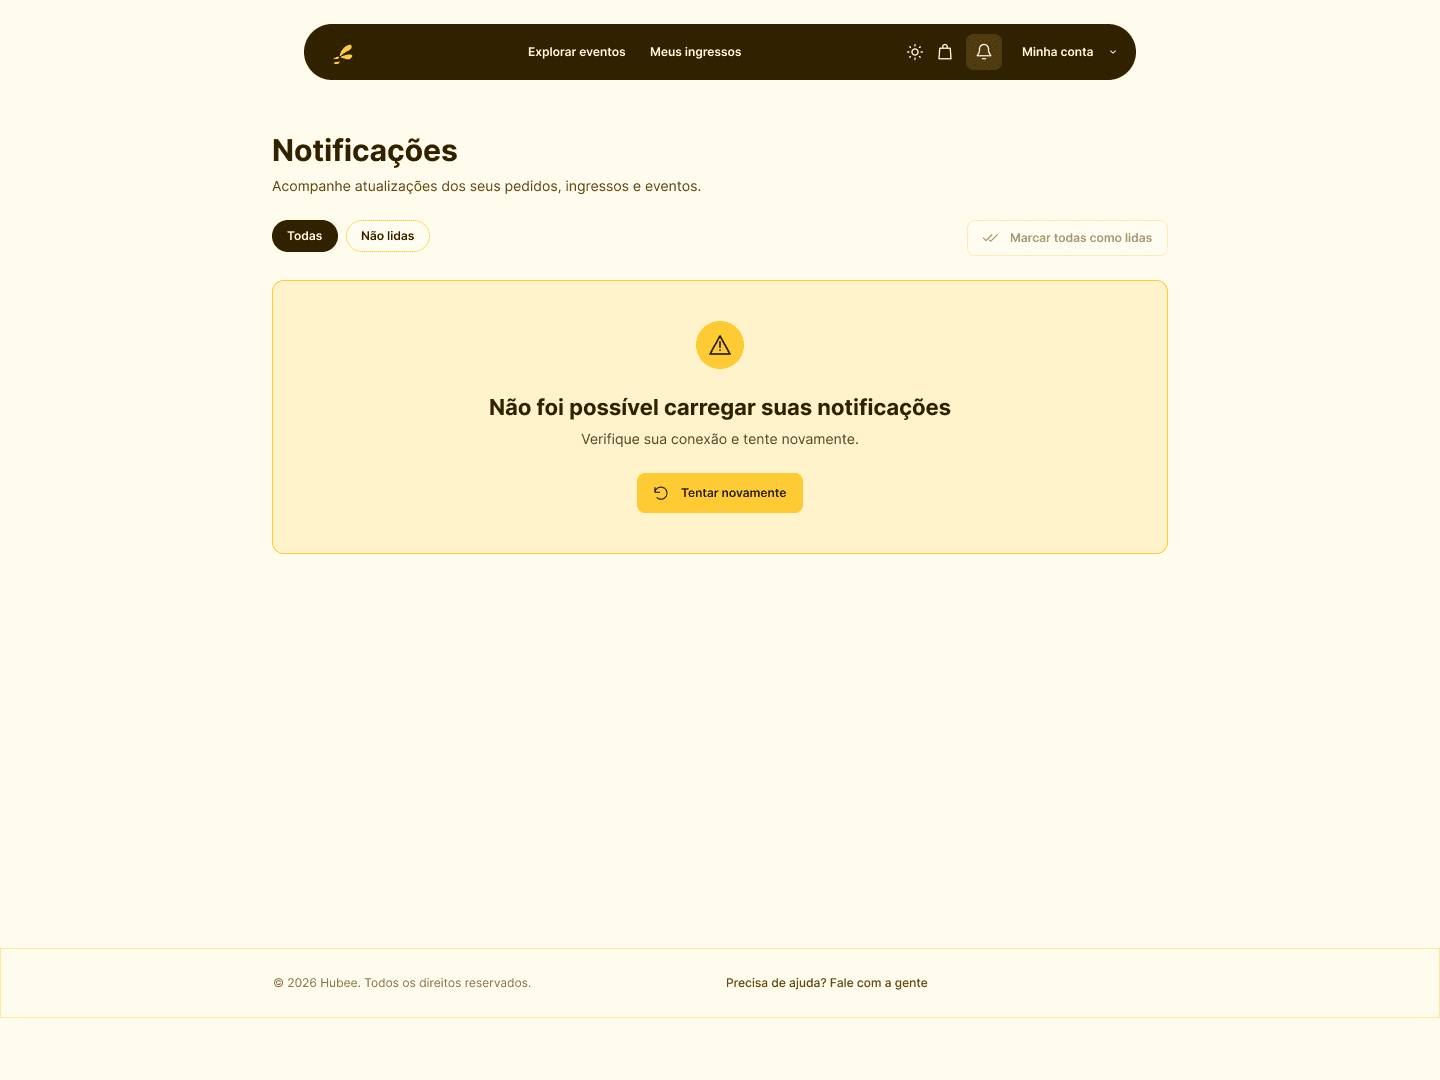 Explorar eventos
Meus ingressos
Minha conta
Notificações
Acompanhe atualizações dos seus pedidos, ingressos e eventos.
Todas
Não lidas
Marcar todas como lidas
Não foi possível carregar suas notificações
Verifique sua conexão e tente novamente.
Tentar novamente
© 2026 Hubee. Todos os direitos reservados.
Precisa de ajuda? Fale com a gente